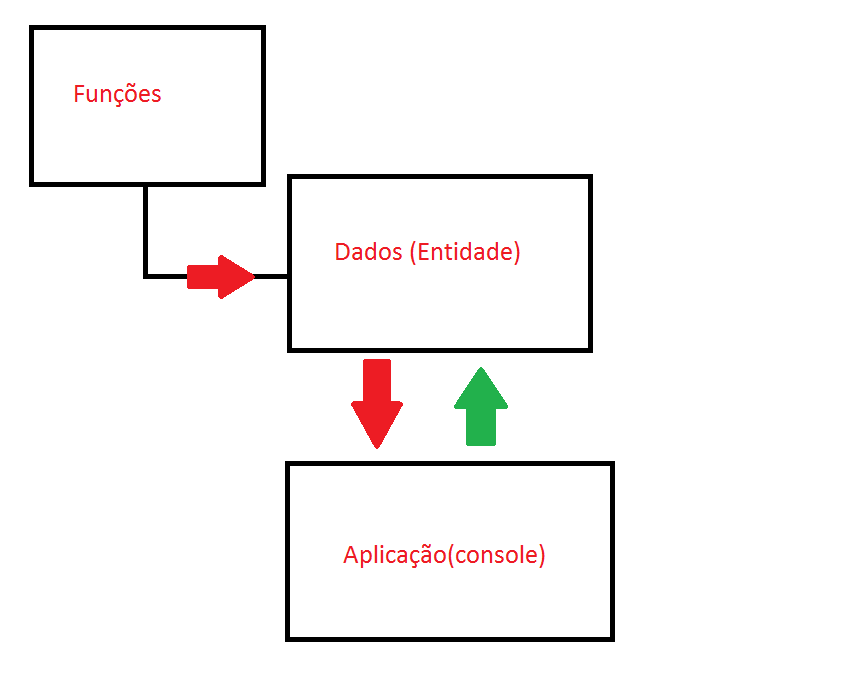 Funções
Dados (Entidade)
Aplicação(console)